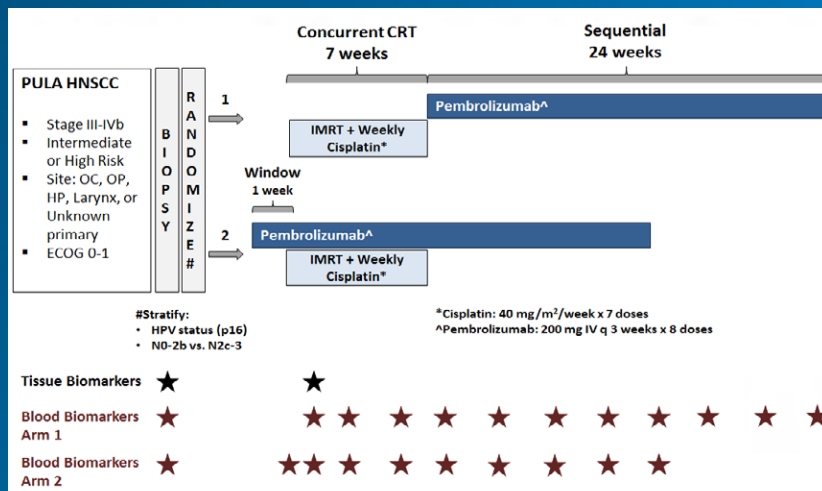 Concurrent CRT
7 weeks
Sequential
24 weeks
PULA HNSCC
▪ Stage III-IVb
▪ Intermediate
or High Risk
▪ Site: OC, OP,
HP, Larynx, or
Unknown
primary
▪ ECOG 0-1
BIOPSY
RANDOMIZE#
1
Pembrolizumab^
IMRT + Weekly
Cisplatin*
Window
1 week
2
Pembrolizumab^
IMRT + Weekly
Cisplatin*
#Stratify:
• HPV status (p16)
• N0-2b vs. N2c-3
*Cisplatin: 40 mg/m²/week x 7 doses
^Pembrolizumab: 200 mg IV q 3 weeks x 8 doses
Tissue Biomarkers
Blood Biomarkers
Arm 1
Blood Biomarkers
Arm 2